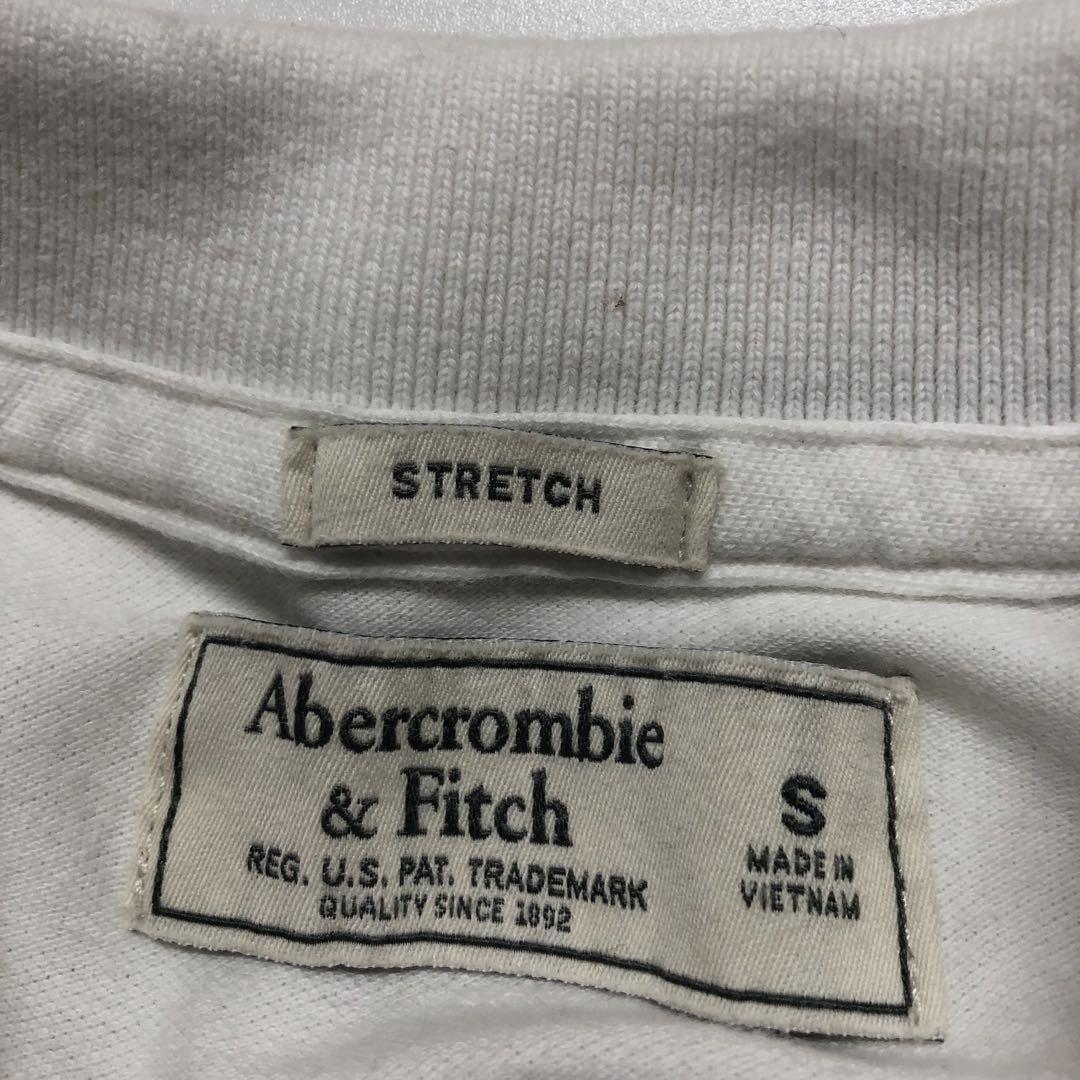 STRETCH
Abercrombie
& Fitch
REG. U.S. PAT. TRADEMARK
QUALITY SINCE 1892
S
MADE IN
VIETNAM